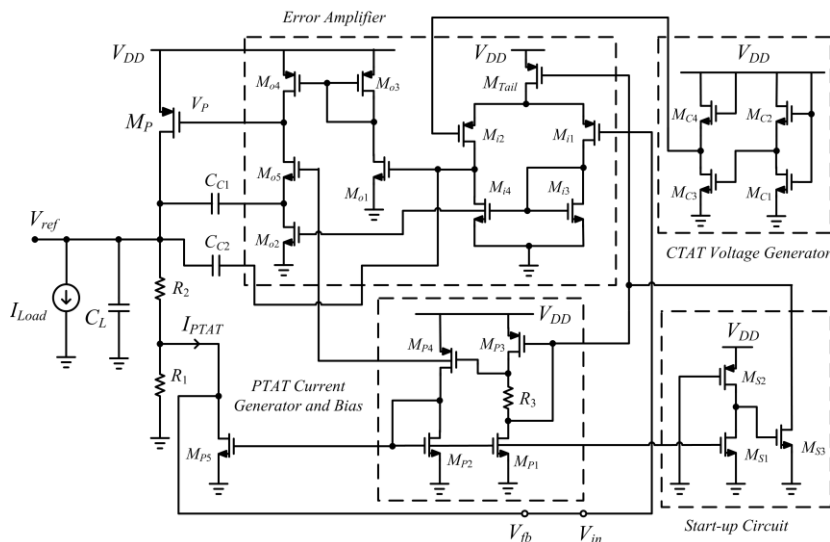 Error Amplifier
V_DD
M_o4
M_o3
V_DD
M_Tail
V_DD
M_P
V_P
M_i2
M_i1
M_C4
M_C2
M_o5
M_o1
M_i4
M_i3
M_C3
M_C1
C_C1
M_o2
CTAT Voltage Generator
V_ref
C_C2
I_Load
C_L
R_2
I_PTAT
R_1
V_DD
M_P4
M_P3
R_3
PTAT Current
Generator and Bias
V_DD
M_S2
M_P5
M_P2
M_P1
M_S1
M_S3
V_fb
V_in
Start-up Circuit